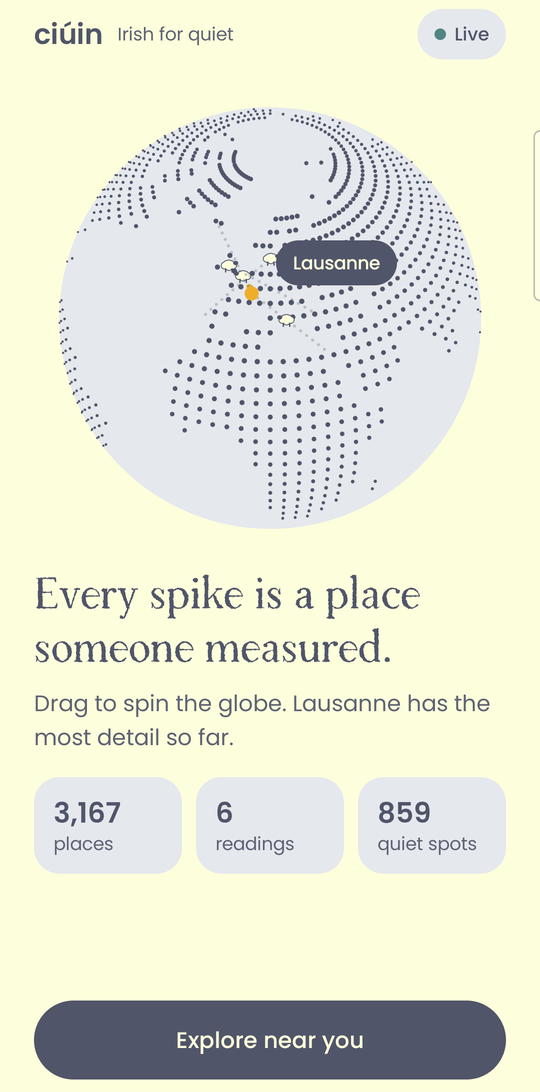 ciúin Irish for quiet
Live
Lausanne
Every spike is a place
someone measured.
Drag to spin the globe. Lausanne has the
most detail so far.
3,167
places
6
readings
859
quiet spots
Explore near you